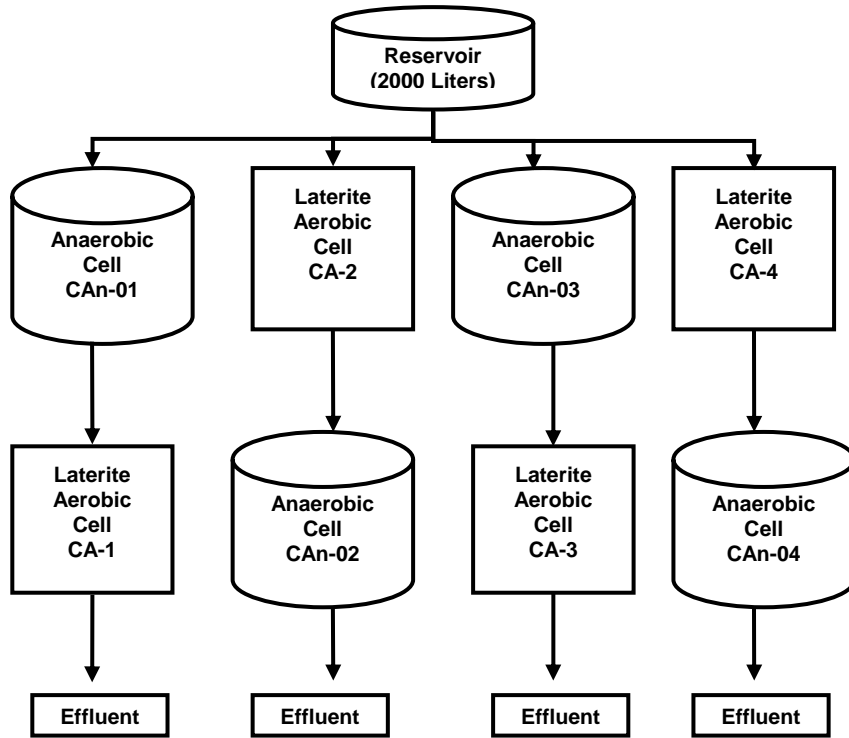 Reservoir
(2000 Liters)
Anaerobic
Cell
CAn-01
Laterite
Aerobic
Cell
CA-2
Anaerobic
Cell
CAn-03
Laterite
Aerobic
Cell
CA-4
Laterite
Aerobic
Cell
CA-1
Anaerobic
Cell
CAn-02
Laterite
Aerobic
Cell
CA-3
Anaerobic
Cell
CAn-04
Effluent
Effluent
Effluent
Effluent